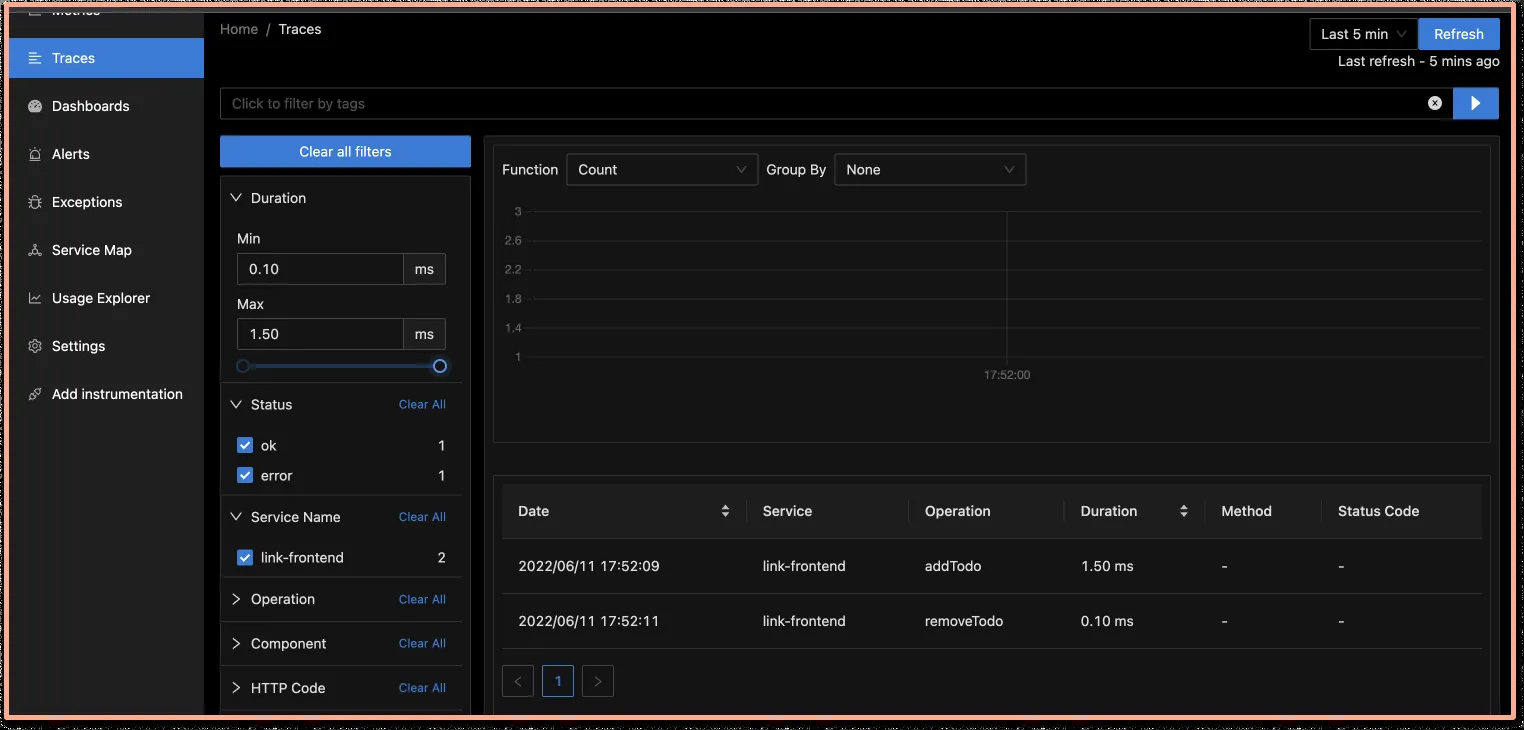 Metrics
Traces
Dashboards
Alerts
Exceptions
Service Map
Usage Explorer
Settings
Add instrumentation
Home / Traces
Last 5 min
Refresh
Last refresh - 5 mins ago
Click to filter by tags
Clear all filters
Duration
Min
0.10 ms
Max
1.50 ms
Status Clear All
ok 1
error 1
Service Name Clear All
link-frontend 2
Operation Clear All
Component Clear All
HTTP Code Clear All
Function Count Group By None
3
2.6
2.2
1.8
1.4
1
17:52:00
Date Service Operation Duration Method Status Code
2022/06/11 17:52:09 link-frontend addTodo 1.50 ms - -
2022/06/11 17:52:11 link-frontend removeTodo 0.10 ms - -
< 1 >